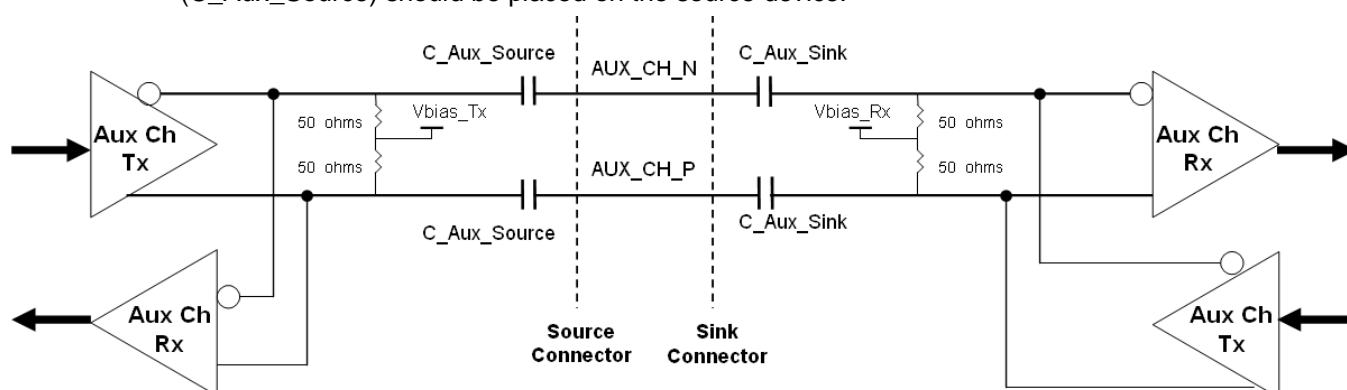 (C_Aux_Source) should be placed on the source device.
C_Aux_Source
AUX_CH_N
C_Aux_Sink
Aux Ch
Tx
50 ohms
Vbias_Tx
50 ohms
Vbias_Rx
50 ohms
50 ohms
Aux Ch
Rx
AUX_CH_P
C_Aux_Source
C_Aux_Sink
Aux Ch
Rx
Source
Connector
Sink
Connector
Aux Ch
Tx